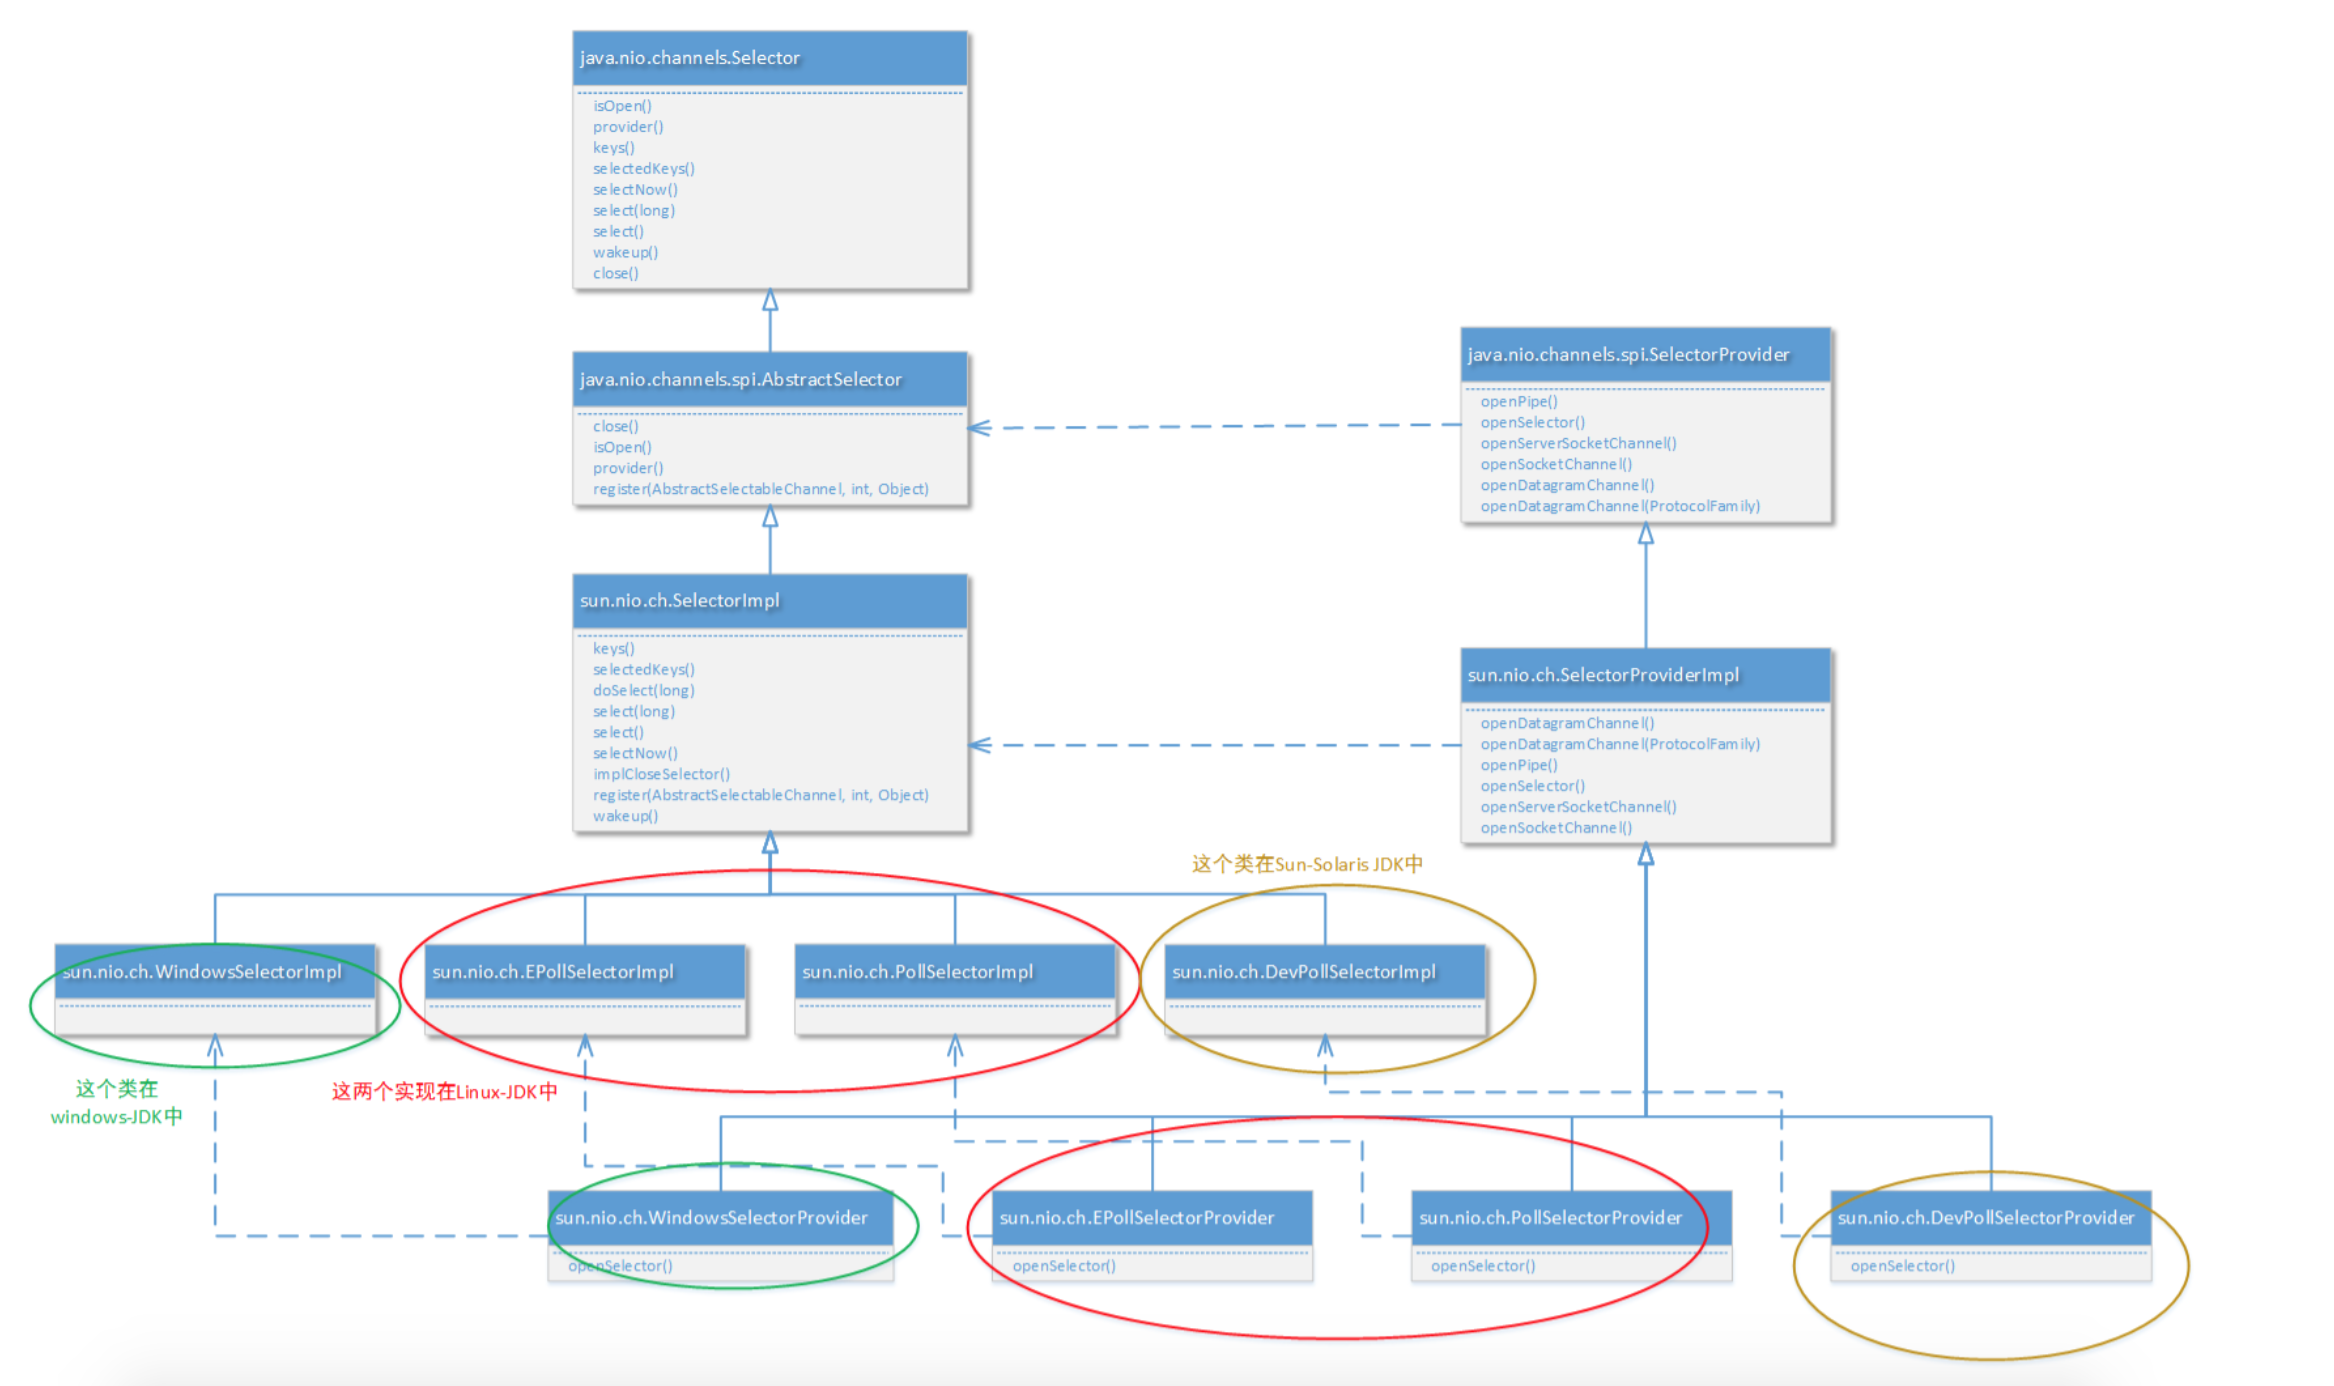 java.nio.channels.Selector
isOpen()
provider()
keys()
selectedKeys()
selectNow()
select(long)
select()
wakeup()
close()
java.nio.channels.spi.AbstractSelector
close()
isOpen()
provider()
register(AbstractSelectableChannel, int, Object)
java.nio.channels.spi.SelectorProvider
openPipe()
openSelector()
openServerSocketChannel()
openSocketChannel()
openDatagramChannel()
openDatagramChannel(ProtocolFamily)
sun.nio.ch.SelectorImpl
keys()
selectedKeys()
doSelect(long)
select(long)
select()
selectNow()
implCloseSelector()
register(AbstractSelectableChannel, int, Object)
wakeup()
sun.nio.ch.SelectorProviderImpl
openDatagramChannel()
openDatagramChannel(ProtocolFamily)
openPipe()
openSelector()
openServerSocketChannel()
openSocketChannel()
这个类在Sun-Solaris JDK中
sun.nio.ch.WindowsSelectorImpl
sun.nio.ch.EPollSelectorImpl
sun.nio.ch.PollSelectorImpl
sun.nio.ch.DevPollSelectorImpl
这个类在
windows-JDK中
这两个实现在Linux-JDK中
sun.nio.ch.WindowsSelectorProvider
openSelector()
sun.nio.ch.EPollSelectorProvider
openSelector()
sun.nio.ch.PollSelectorProvider
openSelector()
sun.nio.ch.DevPollSelectorProvider
openSelector()